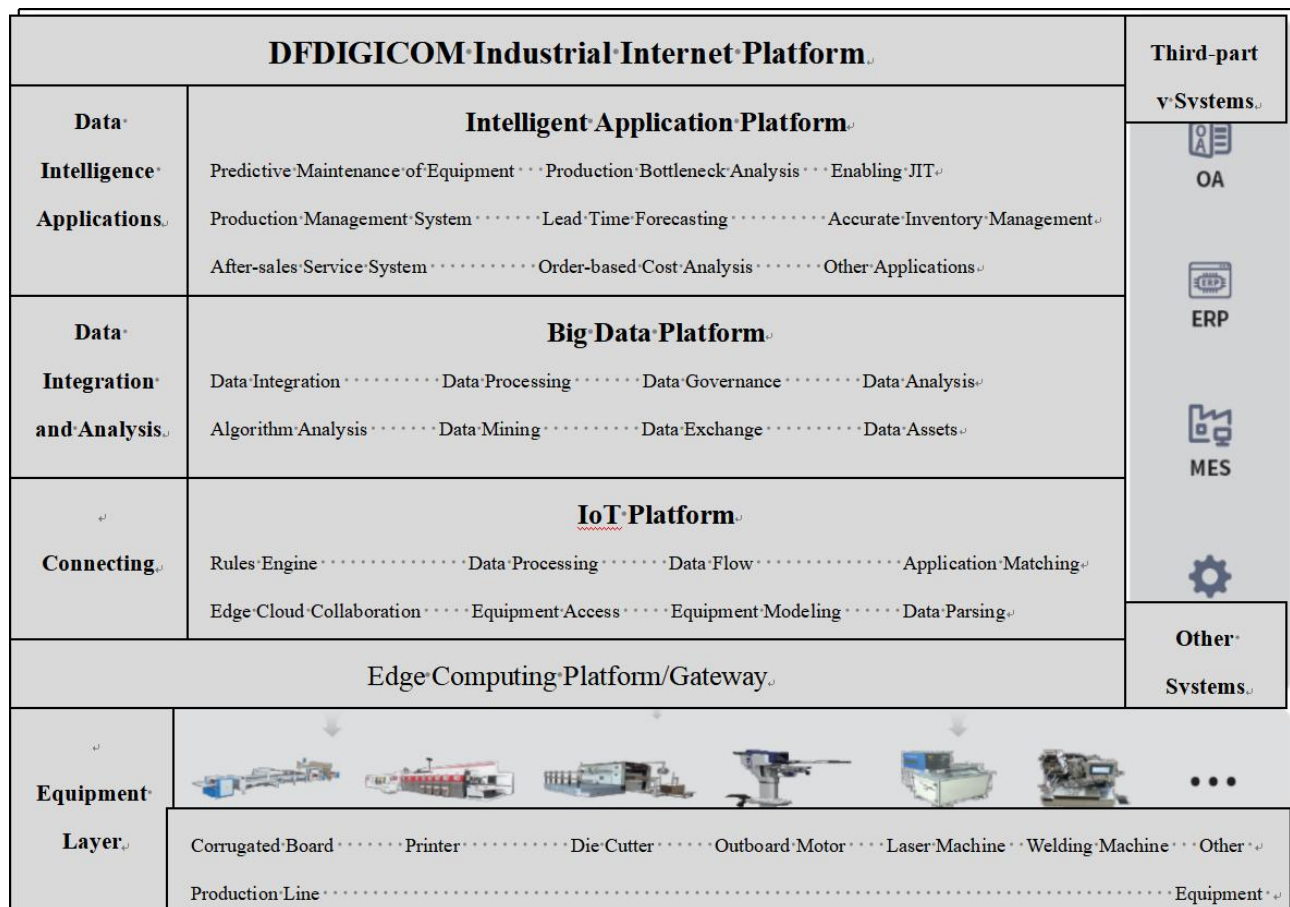 DFDIGICOM Industrial Internet Platform
Third-part
y Systems
Data
Intelligence
Applications
Intelligent Application Platform
Predictive Maintenance of Equipment Production Bottleneck Analysis Enabling JIT
Production Management System Lead Time Forecasting Accurate Inventory Management
After-sales Service System Order-based Cost Analysis Other Applications
OA
OA
ERP
ERP
MES
Data
Integration
and Analysis
Big Data Platform
Data Integration Data Processing Data Governance Data Analysis
Algorithm Analysis Data Mining Data Exchange Data Assets
Connecting
IoT Platform
Rules Engine Data Processing Data Flow Application Matching
Edge Cloud Collaboration Equipment Access Equipment Modeling Data Parsing
Other
Systems
Edge Computing Platform/Gateway
Equipment
Layer
Corrugated Board Printer Die Cutter Outboard Motor Laser Machine Welding Machine Other
Production Line Equipment